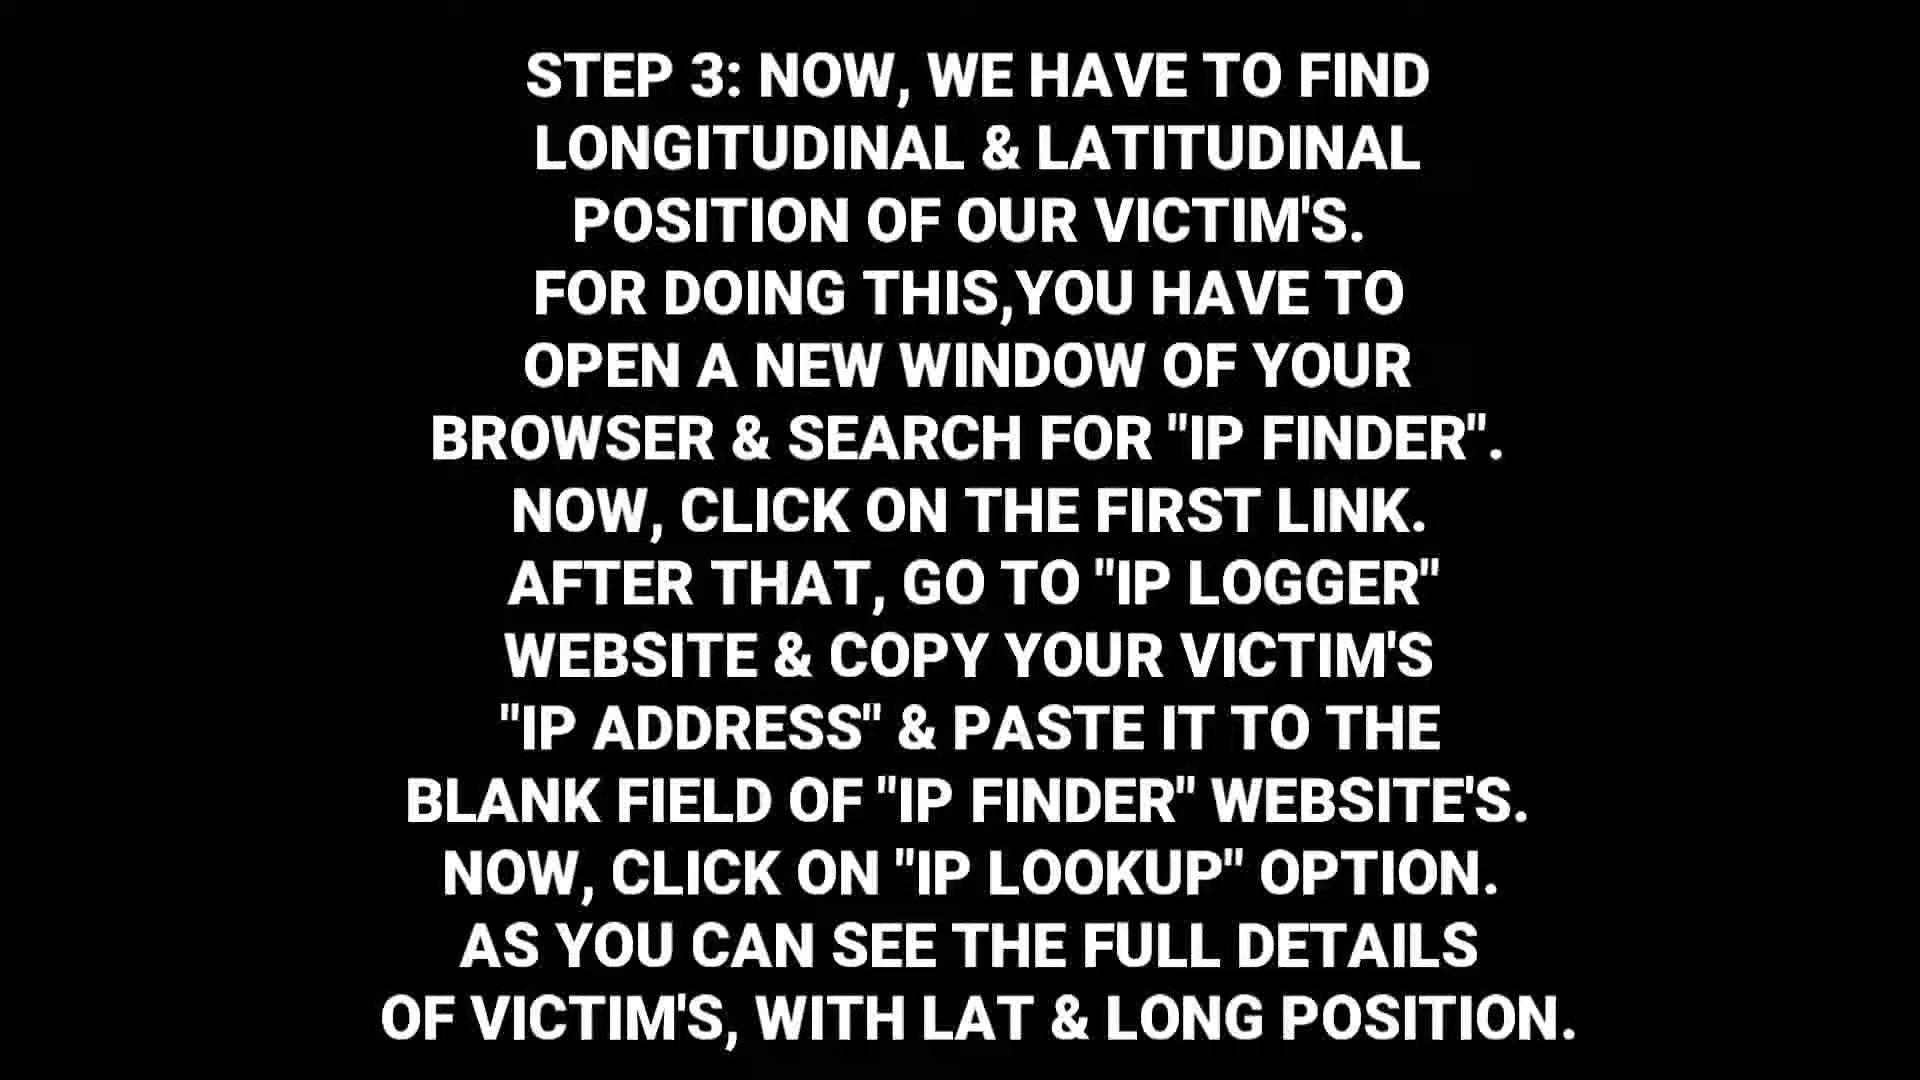 STEP 3: NOW, WE HAVE TO FIND
LONGITUDINAL & LATITUDINAL
POSITION OF OUR VICTIM'S.
FOR DOING THIS,YOU HAVE TO
OPEN A NEW WINDOW OF YOUR
BROWSER & SEARCH FOR "IP FINDER".
NOW, CLICK ON THE FIRST LINK.
AFTER THAT, GO TO "IP LOGGER"
WEBSITE & COPY YOUR VICTIM'S
"IP ADDRESS" & PASTE IT TO THE
BLANK FIELD OF "IP FINDER" WEBSITE'S.
NOW, CLICK ON "IP LOOKUP" OPTION.
AS YOU CAN SEE THE FULL DETAILS
OF VICTIM'S, WITH LAT & LONG POSITION.